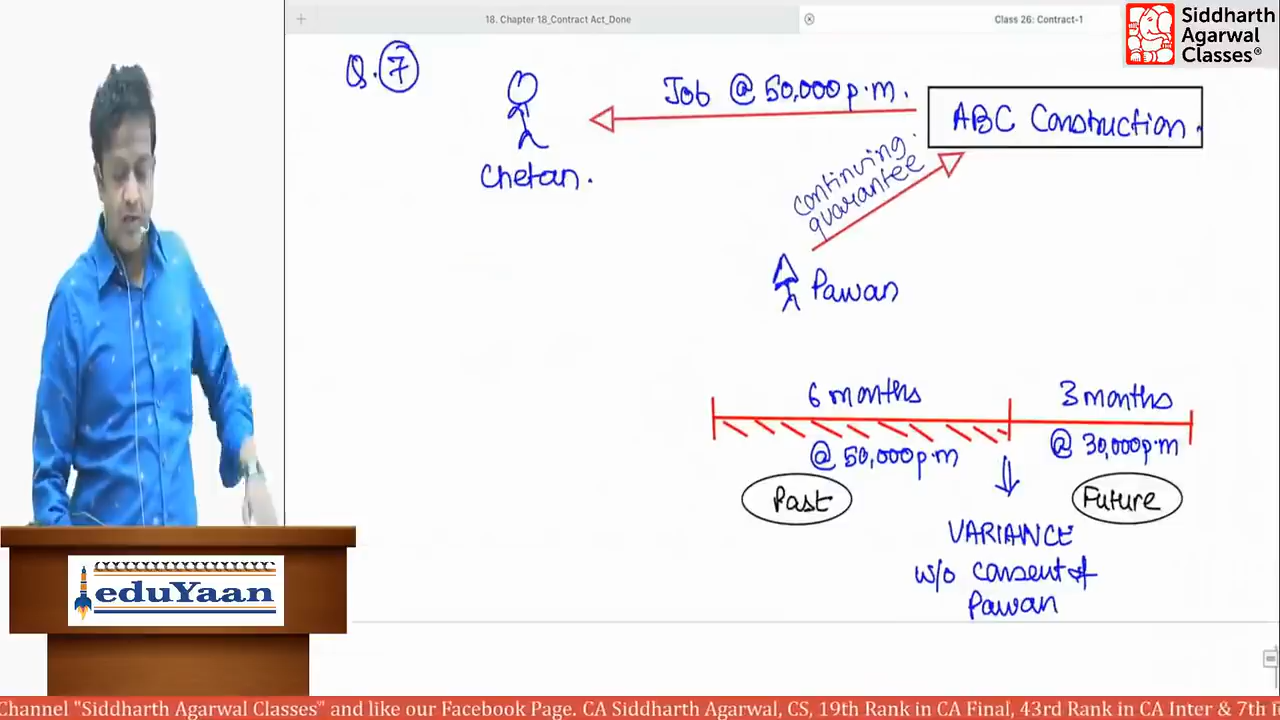 18. Chapter 18_Contract Act_Done
Class 26: Contract-1
Siddharth
Agarwal
Classes®
Q. 7
Job @ 50,000 p.m.
ABC Construction.
Chetan.
continuing
guarantee
Pawan
6 months
3 months
@ 50,000 p.m
@ 30,000 p.m
Past
Future
VARIANCE
w/o consent of
Pawan
eduYaan
Channel "Siddharth Agarwal Classes" and like our Facebook Page. CA Siddharth Agarwal, CS, 19th Rank in CA Final, 43rd Rank in CA Inter & 7th